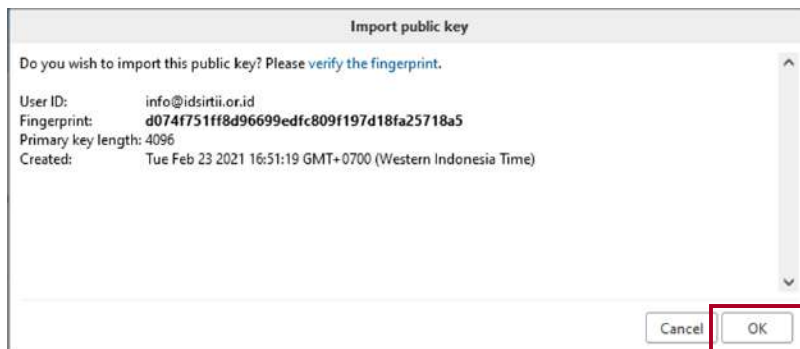 Import public key
Do you wish to import this public key? Please verify the fingerprint.
User ID: info@idsirtii.or.id
Fingerprint: d074f751ff8d96699edfc809f197d18fa25718a5
Primary key length: 4096
Created: Tue Feb 23 2021 16:51:19 GMT+0700 (Western Indonesia Time)
Cancel OK